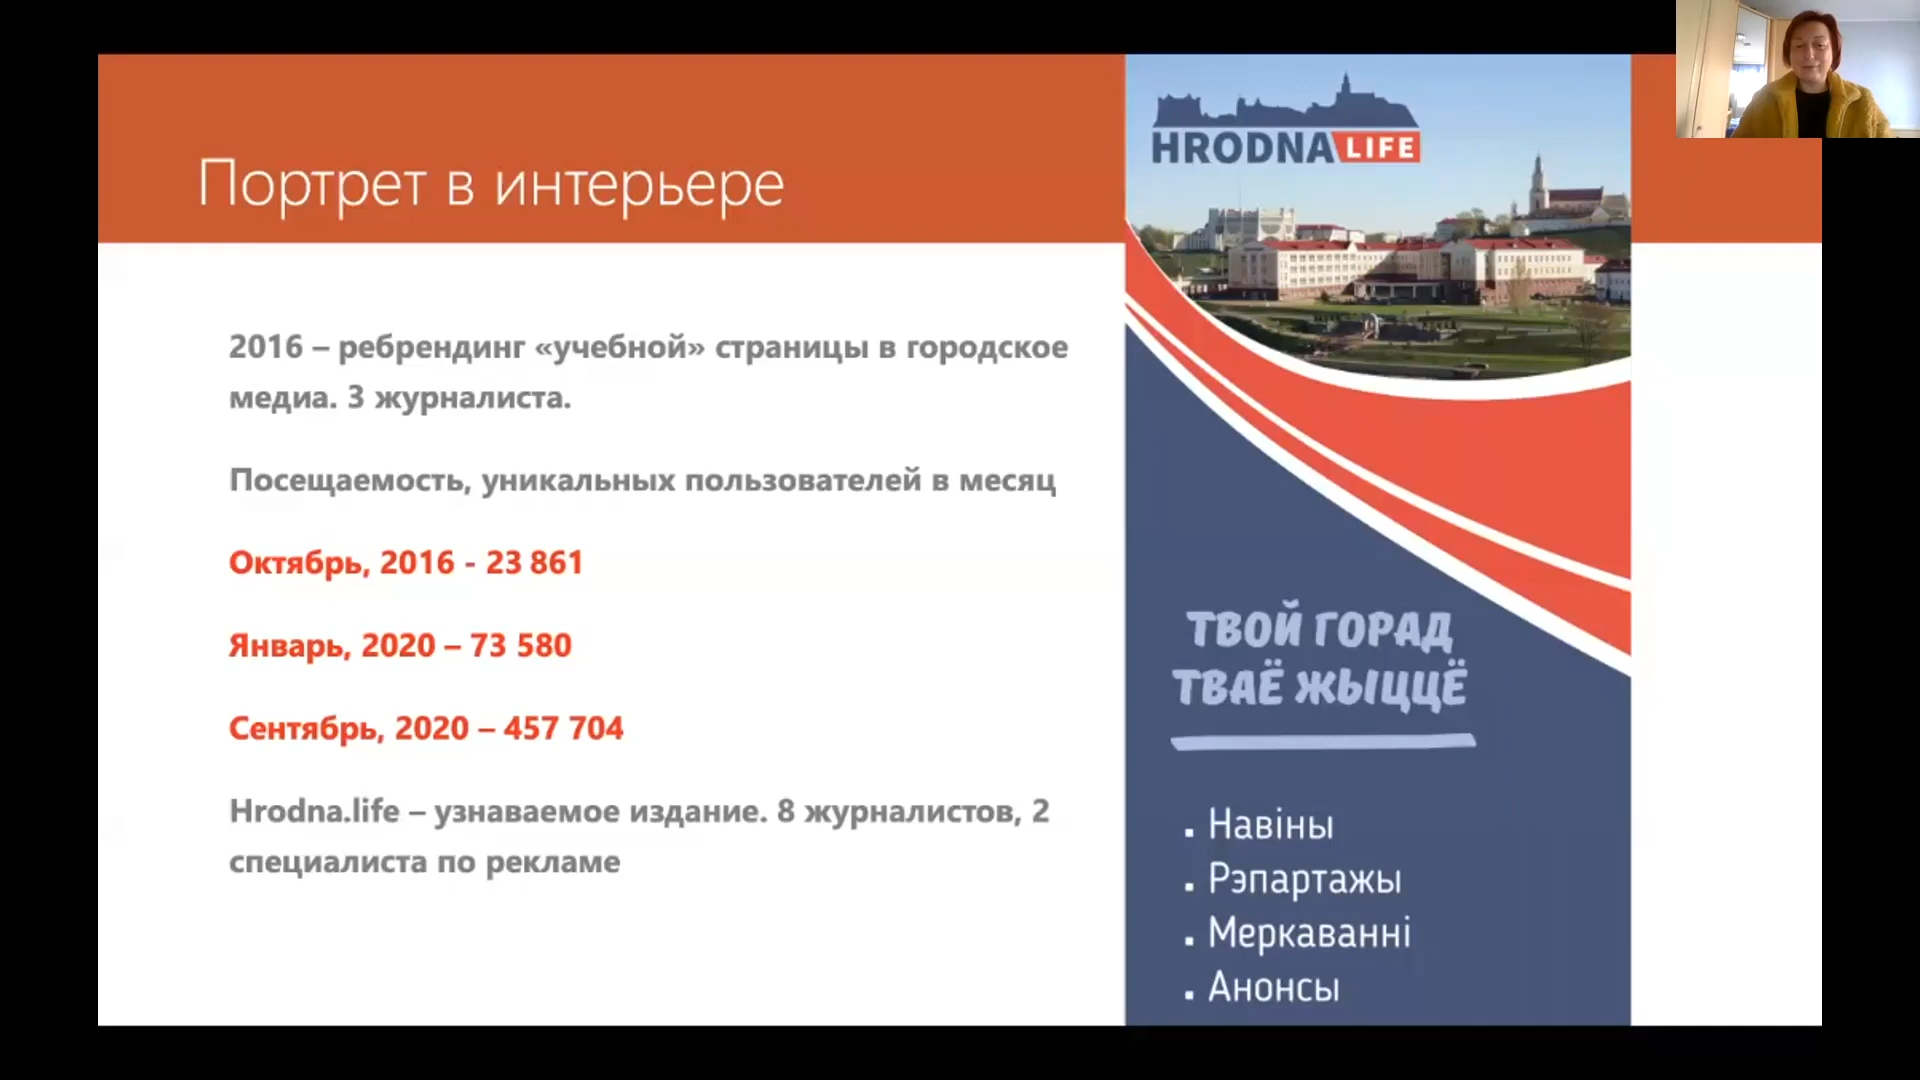 Портрет в интерьере
2016 – ребрендинг «учебной» страницы в городское
медиа. 3 журналиста.
Посещаемость, уникальных пользователей в месяц
Октябрь, 2016 - 23 861
Январь, 2020 – 73 580
Сентябрь, 2020 – 457 704
Hrodna.life – узнаваемое издание. 8 журналистов, 2
специалиста по рекламе
HRODNA LIFE
ТВОЙ ГОРАД
ТВАЁ ЖЫЦЦЁ
. Навіны
. Рэпартажы
. Меркаванні
. Анонсы